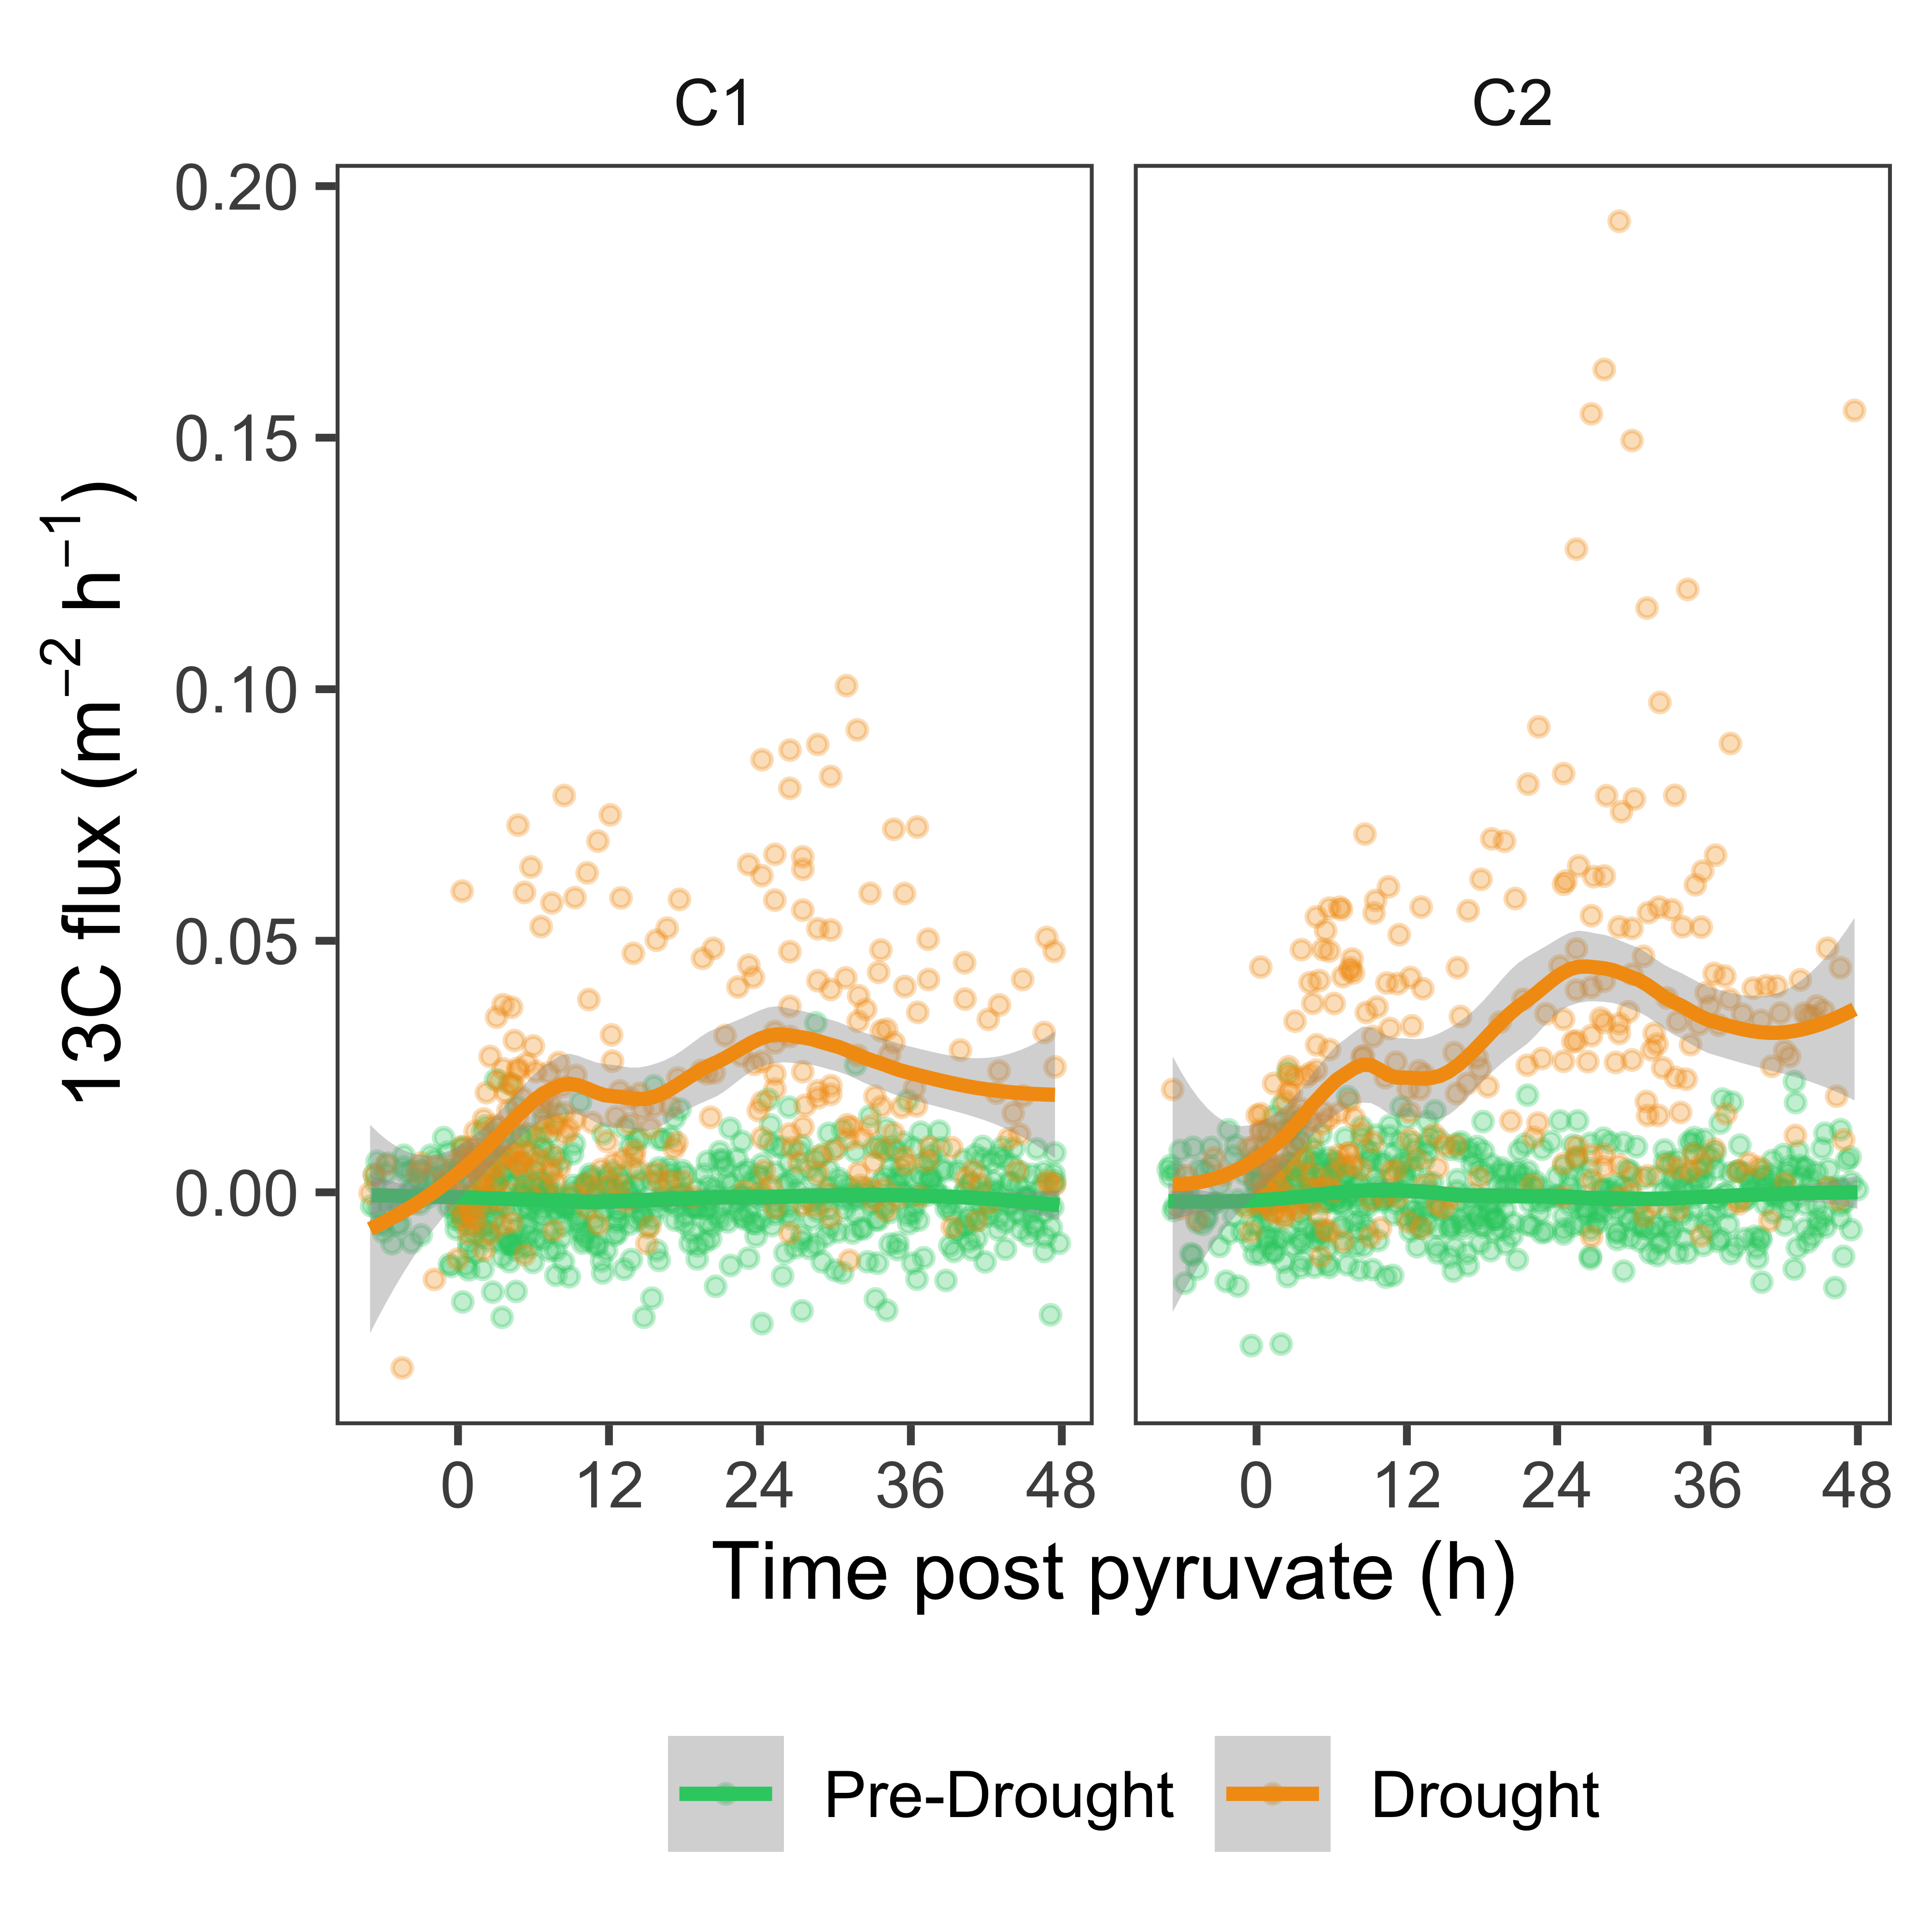 C1 C2
0.20
0.15
0.10
0.05
0.00
13C flux (m⁻² h⁻¹)
0 12 24 36 48 0 12 24 36 48
Time post pyruvate (h)
Pre-Drought Drought